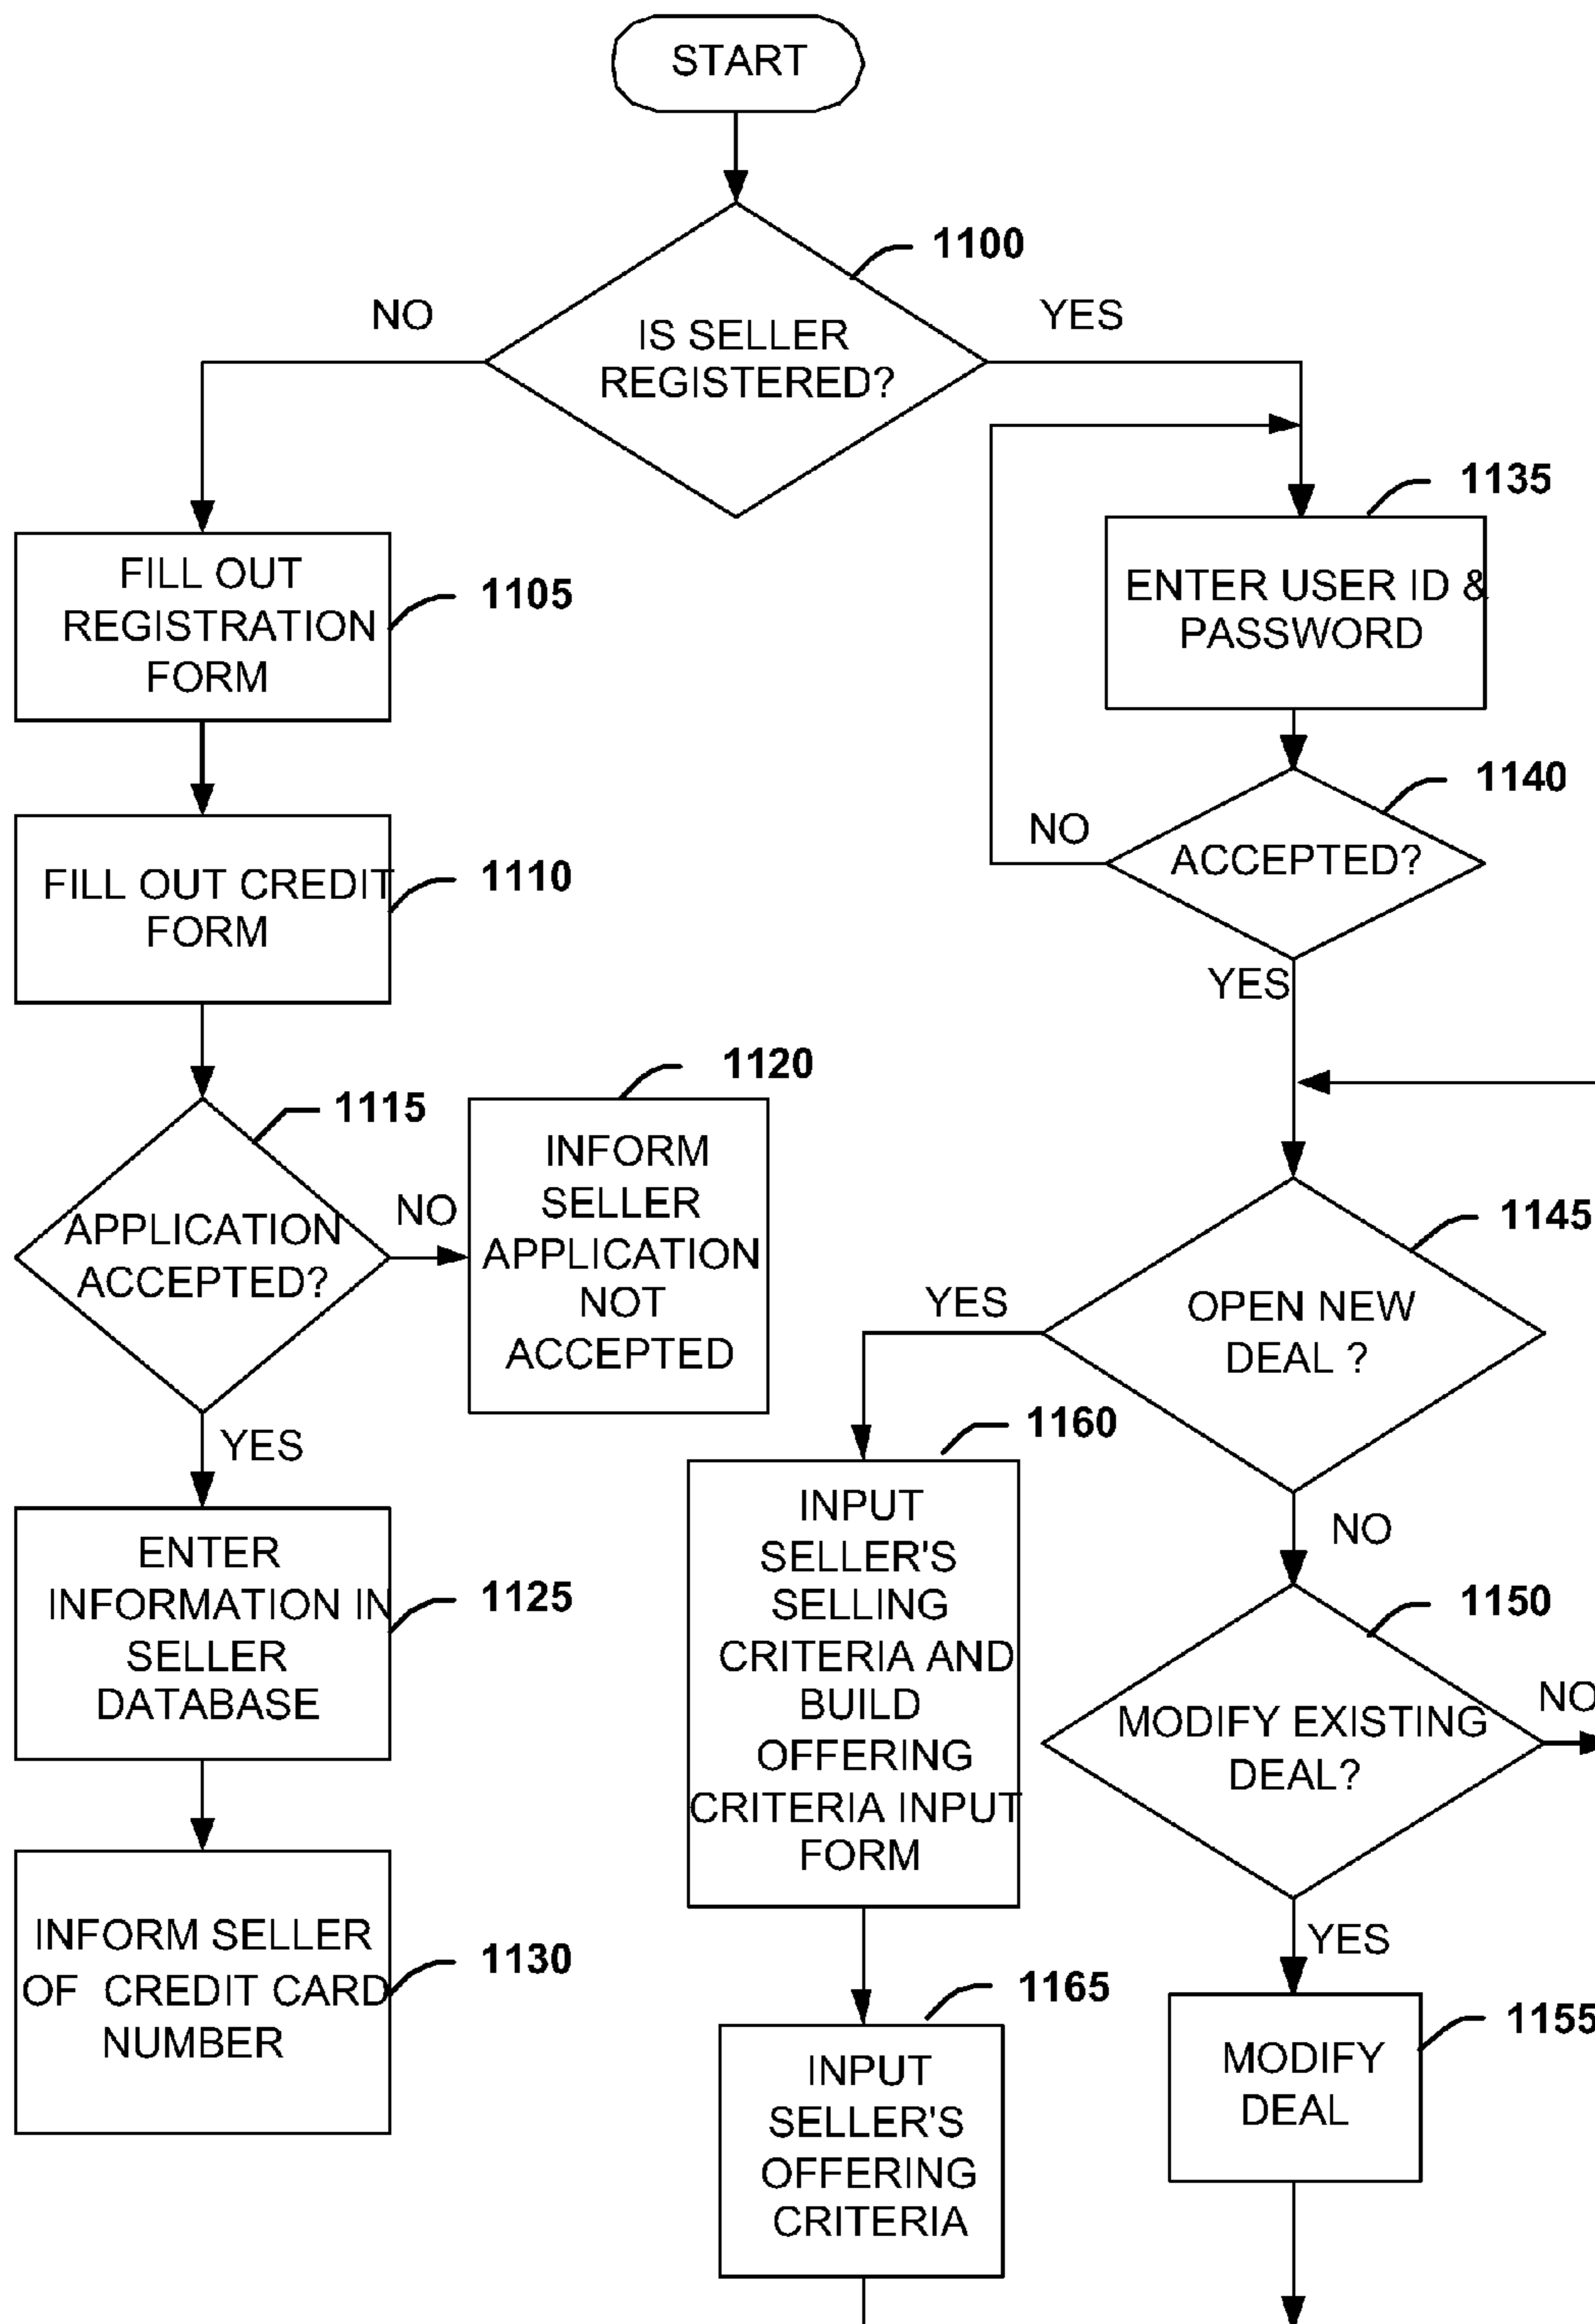 START
1100
NO
YES
IS SELLER
REGISTERED?
1135
FILL OUT
REGISTRATION
FORM
1105
ENTER USER ID &
PASSWORD
1140
NO
ACCEPTED?
FILL OUT CREDIT
FORM
1110
YES
1120
1115
INFORM
SELLER
APPLICATION
NOT
ACCEPTED
NO
APPLICATION
ACCEPTED?
1145
YES
OPEN NEW
DEAL ?
1160
YES
NO
INPUT
SELLER'S
SELLING
CRITERIA AND
BUILD
OFFERING
CRITERIA INPUT
FORM
ENTER
INFORMATION IN
SELLER
DATABASE
1125
1150
NO
MODIFY EXISTING
DEAL?
INFORM SELLER
OF CREDIT CARD
NUMBER
1130
YES
1165
1155
MODIFY
DEAL
INPUT
SELLER'S
OFFERING
CRITERIA